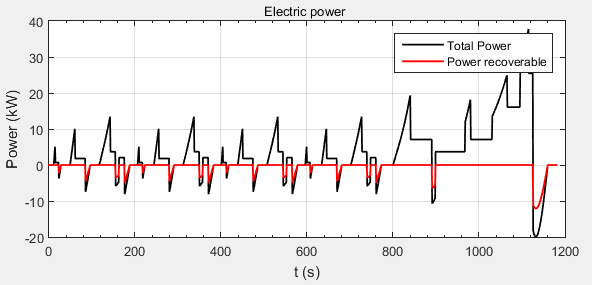 Electric power
Total Power
Power recoverable
Power (kW)
40
30
20
10
0
-10
-20
0
200
400
600
800
1000
1200
t (s)